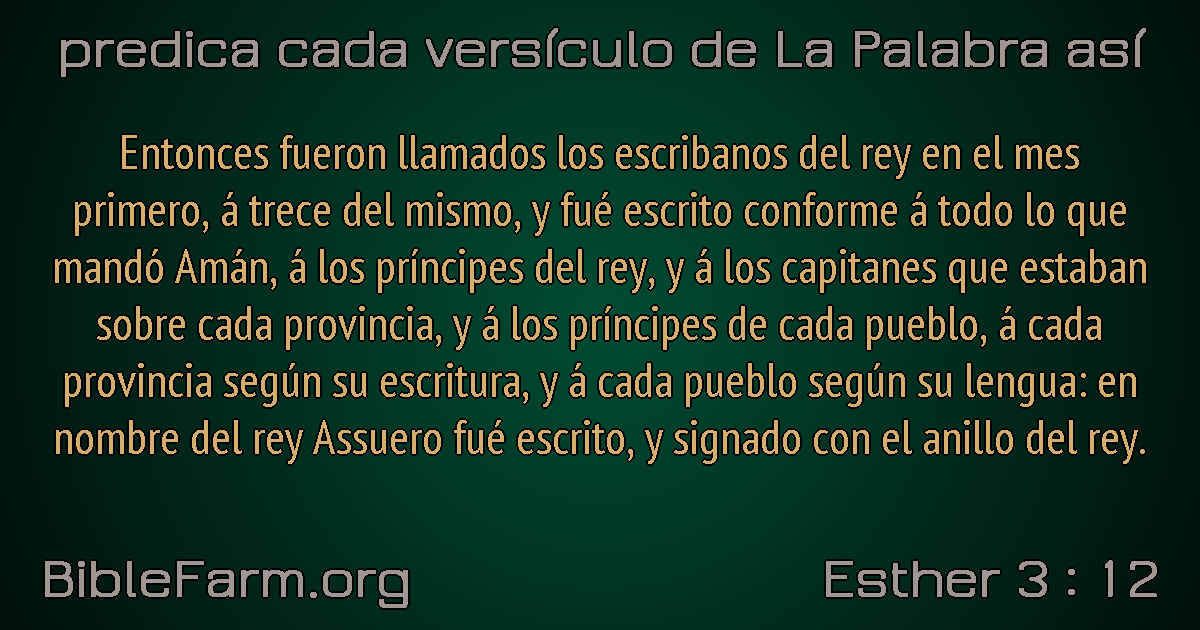 predica cada versículo de La Palabra así
Entonces fueron llamados los escribanos del rey en el mes
primero, á trece del mismo, y fué escrito conforme á todo lo que
mandó Amán, á los príncipes del rey, y á los capitanes que estaban
sobre cada provincia, y á los príncipes de cada pueblo, á cada
provincia según su escritura, y á cada pueblo según su lengua: en
nombre del rey Assuero fué escrito, y signado con el anillo del rey.
BibleFarm.org
Esther 3 : 12